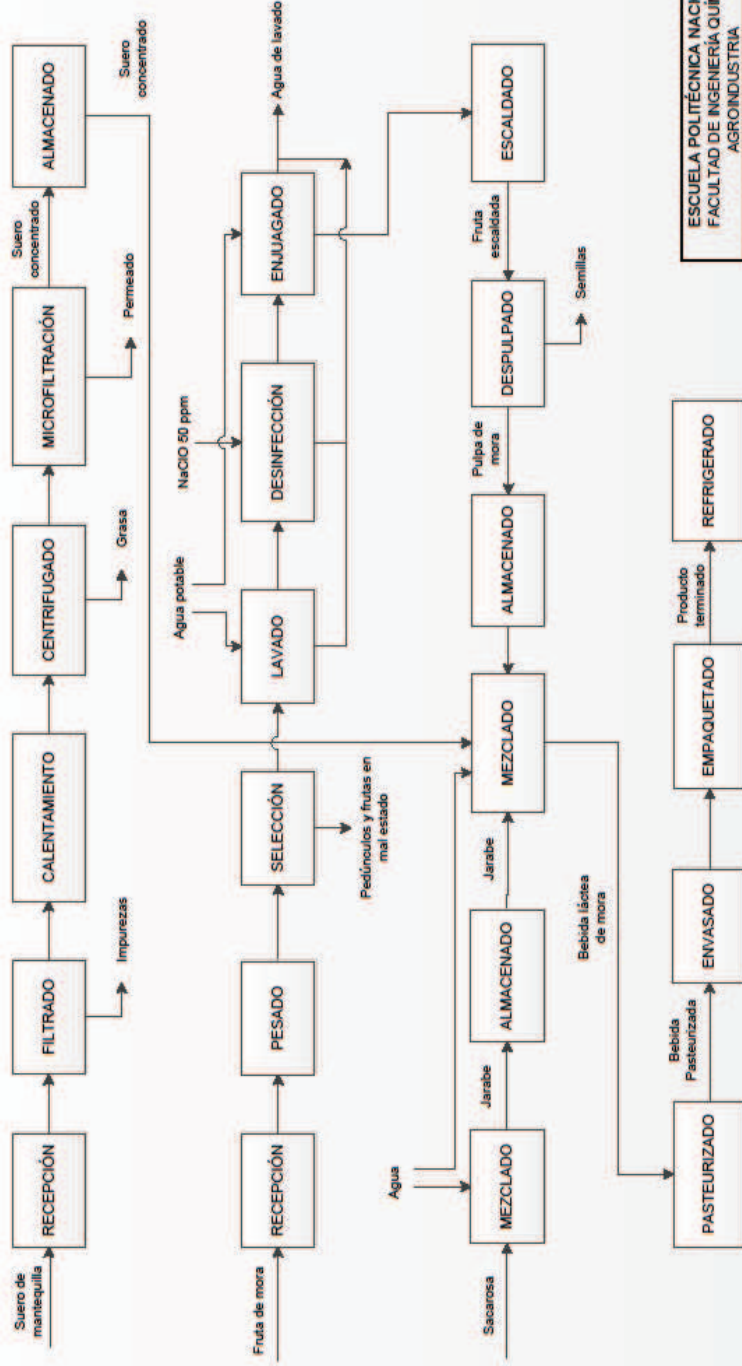 Suero de
mantequilla
RECEPCIÓN
FILTRADO
Impurezas
CALENTAMIENTO
CENTRIFUGADO
Grasa
MICROFILTRACIÓN
Permeado
Suero
concentrado
ALMACENADO
Suero
concentrado
Fruta de mora
RECEPCIÓN
PESADO
SELECCIÓN
Pedúnculos y frutas en
mal estado
Agua potable
LAVADO
NaClO 50 ppm
DESINFECCIÓN
ENJUAGADO
Agua de lavado
Sacarosa
Agua
MEZCLADO
Jarabe
ALMACENADO
Jarabe
MEZCLADO
ALMACENADO
Pulpa de
mora
DESPULPADO
Semillas
Fruta
escaldada
ESCALDADO
Bebida láctea
de mora
PASTEURIZADO
Bebida
Pasteurizada
ENVASADO
EMPAQUETADO
Producto
terminado
REFRIGERADO
ESCUELA POLITÉCNICA NACI
FACULTAD DE INGENIERÍA QUÍ
AGROINDUSTRIA